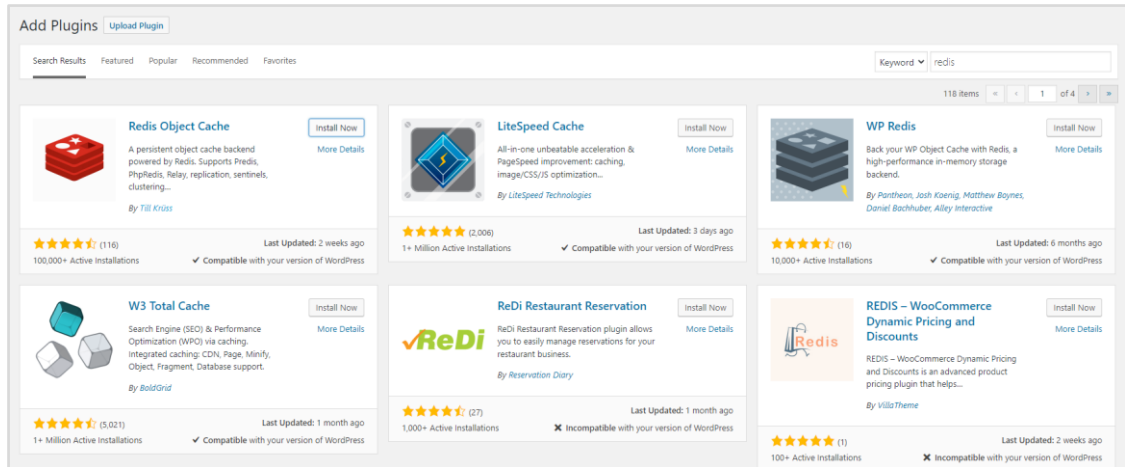 Add Plugins Upload Plugin
Search Results Featured Popular Recommended Favorites Keyword redis
118 items « ‹ 1 of 4 › »
Redis Object Cache
Install Now
More Details
A persistent object cache backend
powered by Redis. Supports Predis,
PhpRedis, Relay, replication, sentinels,
clustering...
By Till Krüss
(116)
Last Updated: 2 weeks ago
100,000+ Active Installations
✔ Compatible with your version of WordPress
LiteSpeed Cache
Install Now
More Details
All-in-one unbeatable acceleration &
PageSpeed improvement: caching,
image/CSS/JS optimization...
By LiteSpeed Technologies
(2,006)
Last Updated: 3 days ago
1+ Million Active Installations
✔ Compatible with your version of WordPress
WP Redis
Install Now
More Details
Back your WP Object Cache with Redis, a
high-performance in-memory storage
backend.
By Pantheon, Josh Koenig, Matthew Boynes,
Daniel Bachhuber, Alley Interactive
(16)
Last Updated: 6 months ago
10,000+ Active Installations
✔ Compatible with your version of WordPress
W3 Total Cache
Install Now
More Details
Search Engine (SEO) & Performance
Optimization (WPO) via caching.
Integrated caching: CDN, Page, Minify,
Object, Fragment, Database support.
By BoldGrid
(5,021)
Last Updated: 1 month ago
1+ Million Active Installations
✔ Compatible with your version of WordPress
ReDi
ReDi Restaurant Reservation
Install Now
More Details
ReDi Restaurant Reservation plugin allows
you to easily manage reservations for your
restaurant business.
By Reservation Diary
(27)
Last Updated: 1 month ago
1,000+ Active Installations
✖ Incompatible with your version of WordPress
Redis
REDIS – WooCommerce
Dynamic Pricing and
Discounts
Install Now
More Details
REDIS – WooCommerce Dynamic Pricing
and Discounts is an advanced product
pricing plugin that helps...
By VillaTheme
(1)
Last Updated: 2 weeks ago
100+ Active Installations
✖ Incompatible with your version of WordPress